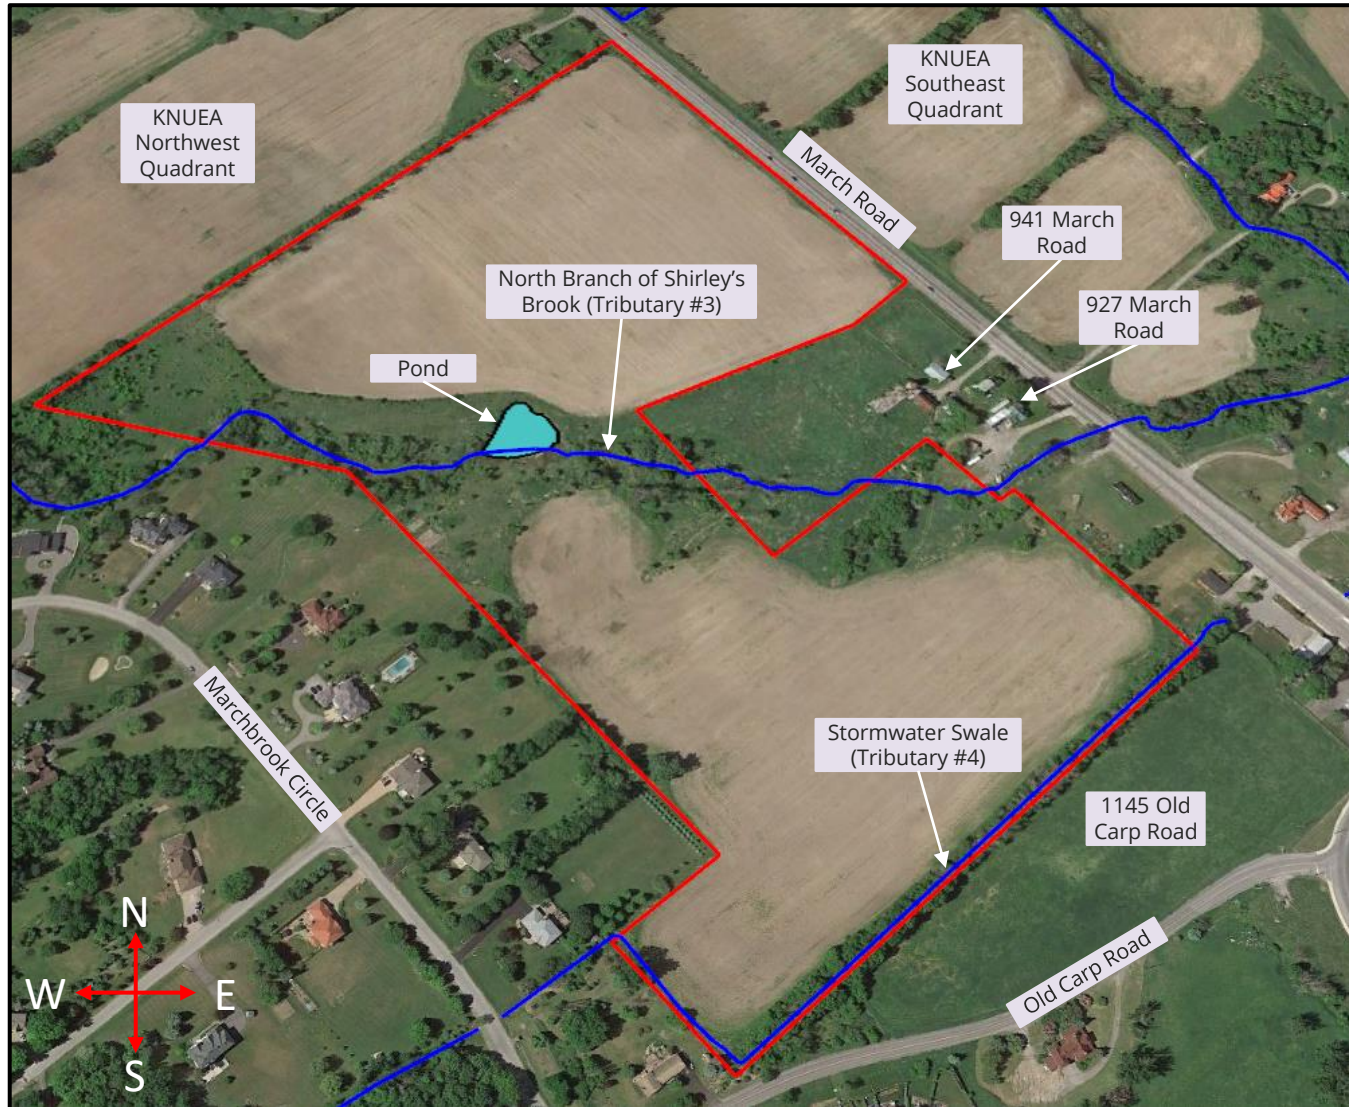 KNUEA
Northwest
Quadrant
KNUEA
Southeast
Quadrant
March Road
941 March
Road
927 March
Road
North Branch of Shirley’s
Brook (Tributary #3)
Pond
Marchbrook Circle
Stormwater Swale
(Tributary #4)
1145 Old
Carp Road
Old Carp Road
N
W
E
S